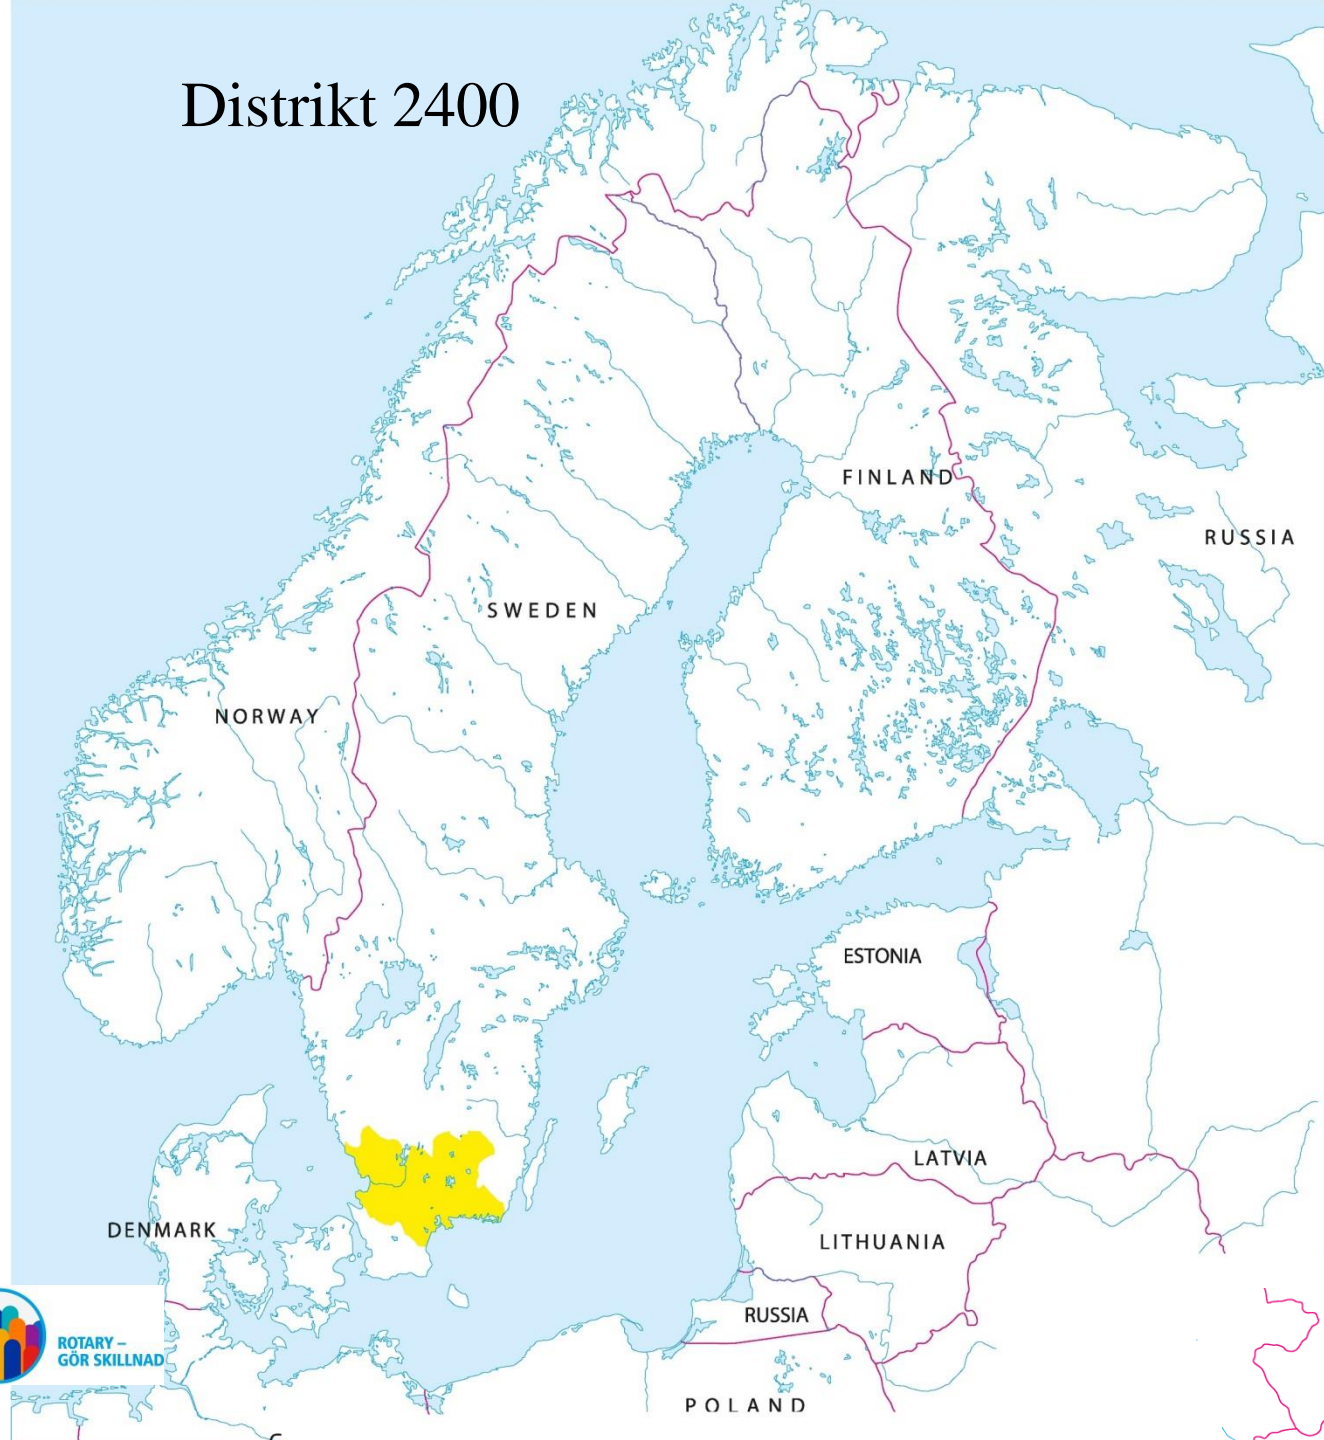 Distrikt 2400
FINLAND
RUSSIA
SWEDEN
NORWAY
ESTONIA
LATVIA
DENMARK
LITHUANIA
RUSSIA
ROTARY –
GÖR SKILLNAD
POLAND